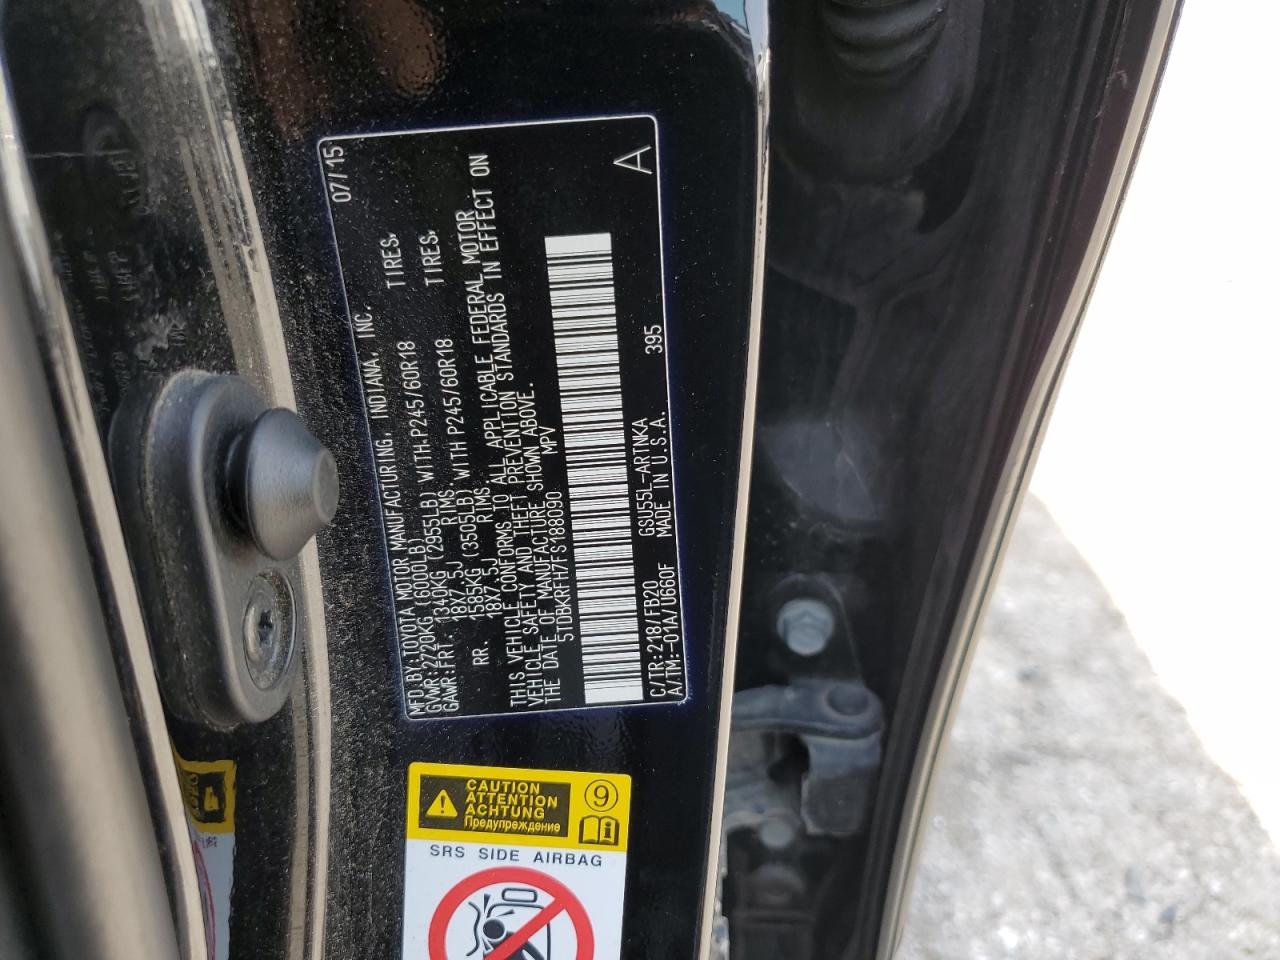 MFD.BY:TOYOTA MOTOR MANUFACTURING, INDIANA, INC. 07/15
GVWR:2720KG (6000LB)
GAWR:FRT. 1340KG (2955LB) WITH P245/60R18 TIRES,
18X7.5J RIMS
RR. 1585KG (3505LB) WITH P245/60R18 TIRES,
18X7.5J RIMS
THIS VEHICLE CONFORMS TO ALL APPLICABLE FEDERAL MOTOR
VEHICLE SAFETY AND THEFT PREVENTION STANDARDS IN EFFECT ON
THE DATE OF MANUFACTURE SHOWN ABOVE.
5TDBKRFH7FS188090 MPV
C/TR:218/FB20 GSU55L-ARTNKA 395 A
A/TM:-01A/U660F MADE IN U.S.A.
CAUTION
ATTENTION
ACHTUNG
Предупреждение
9
SRS SIDE AIRBAG